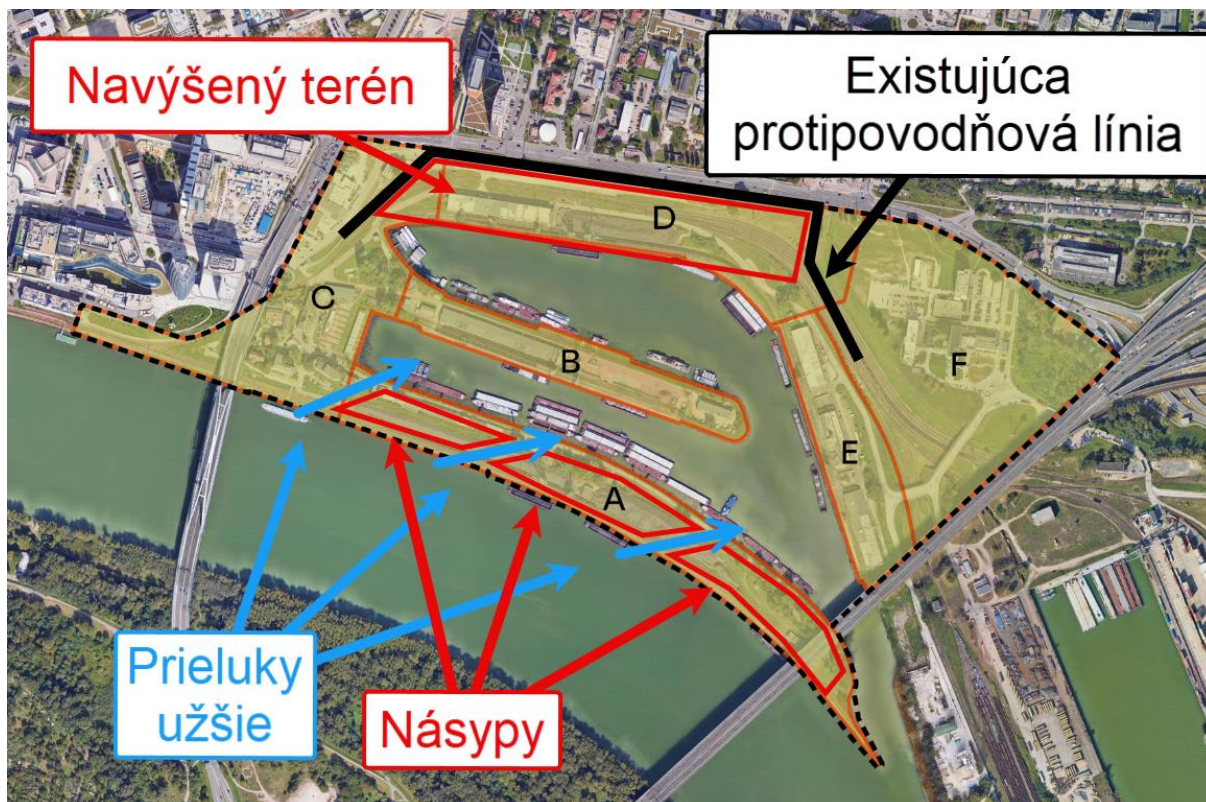 Navýšený terén
Existujúca
protipovodňová línia
D
C
B
F
E
A
Prieluky
užšie
Násypy